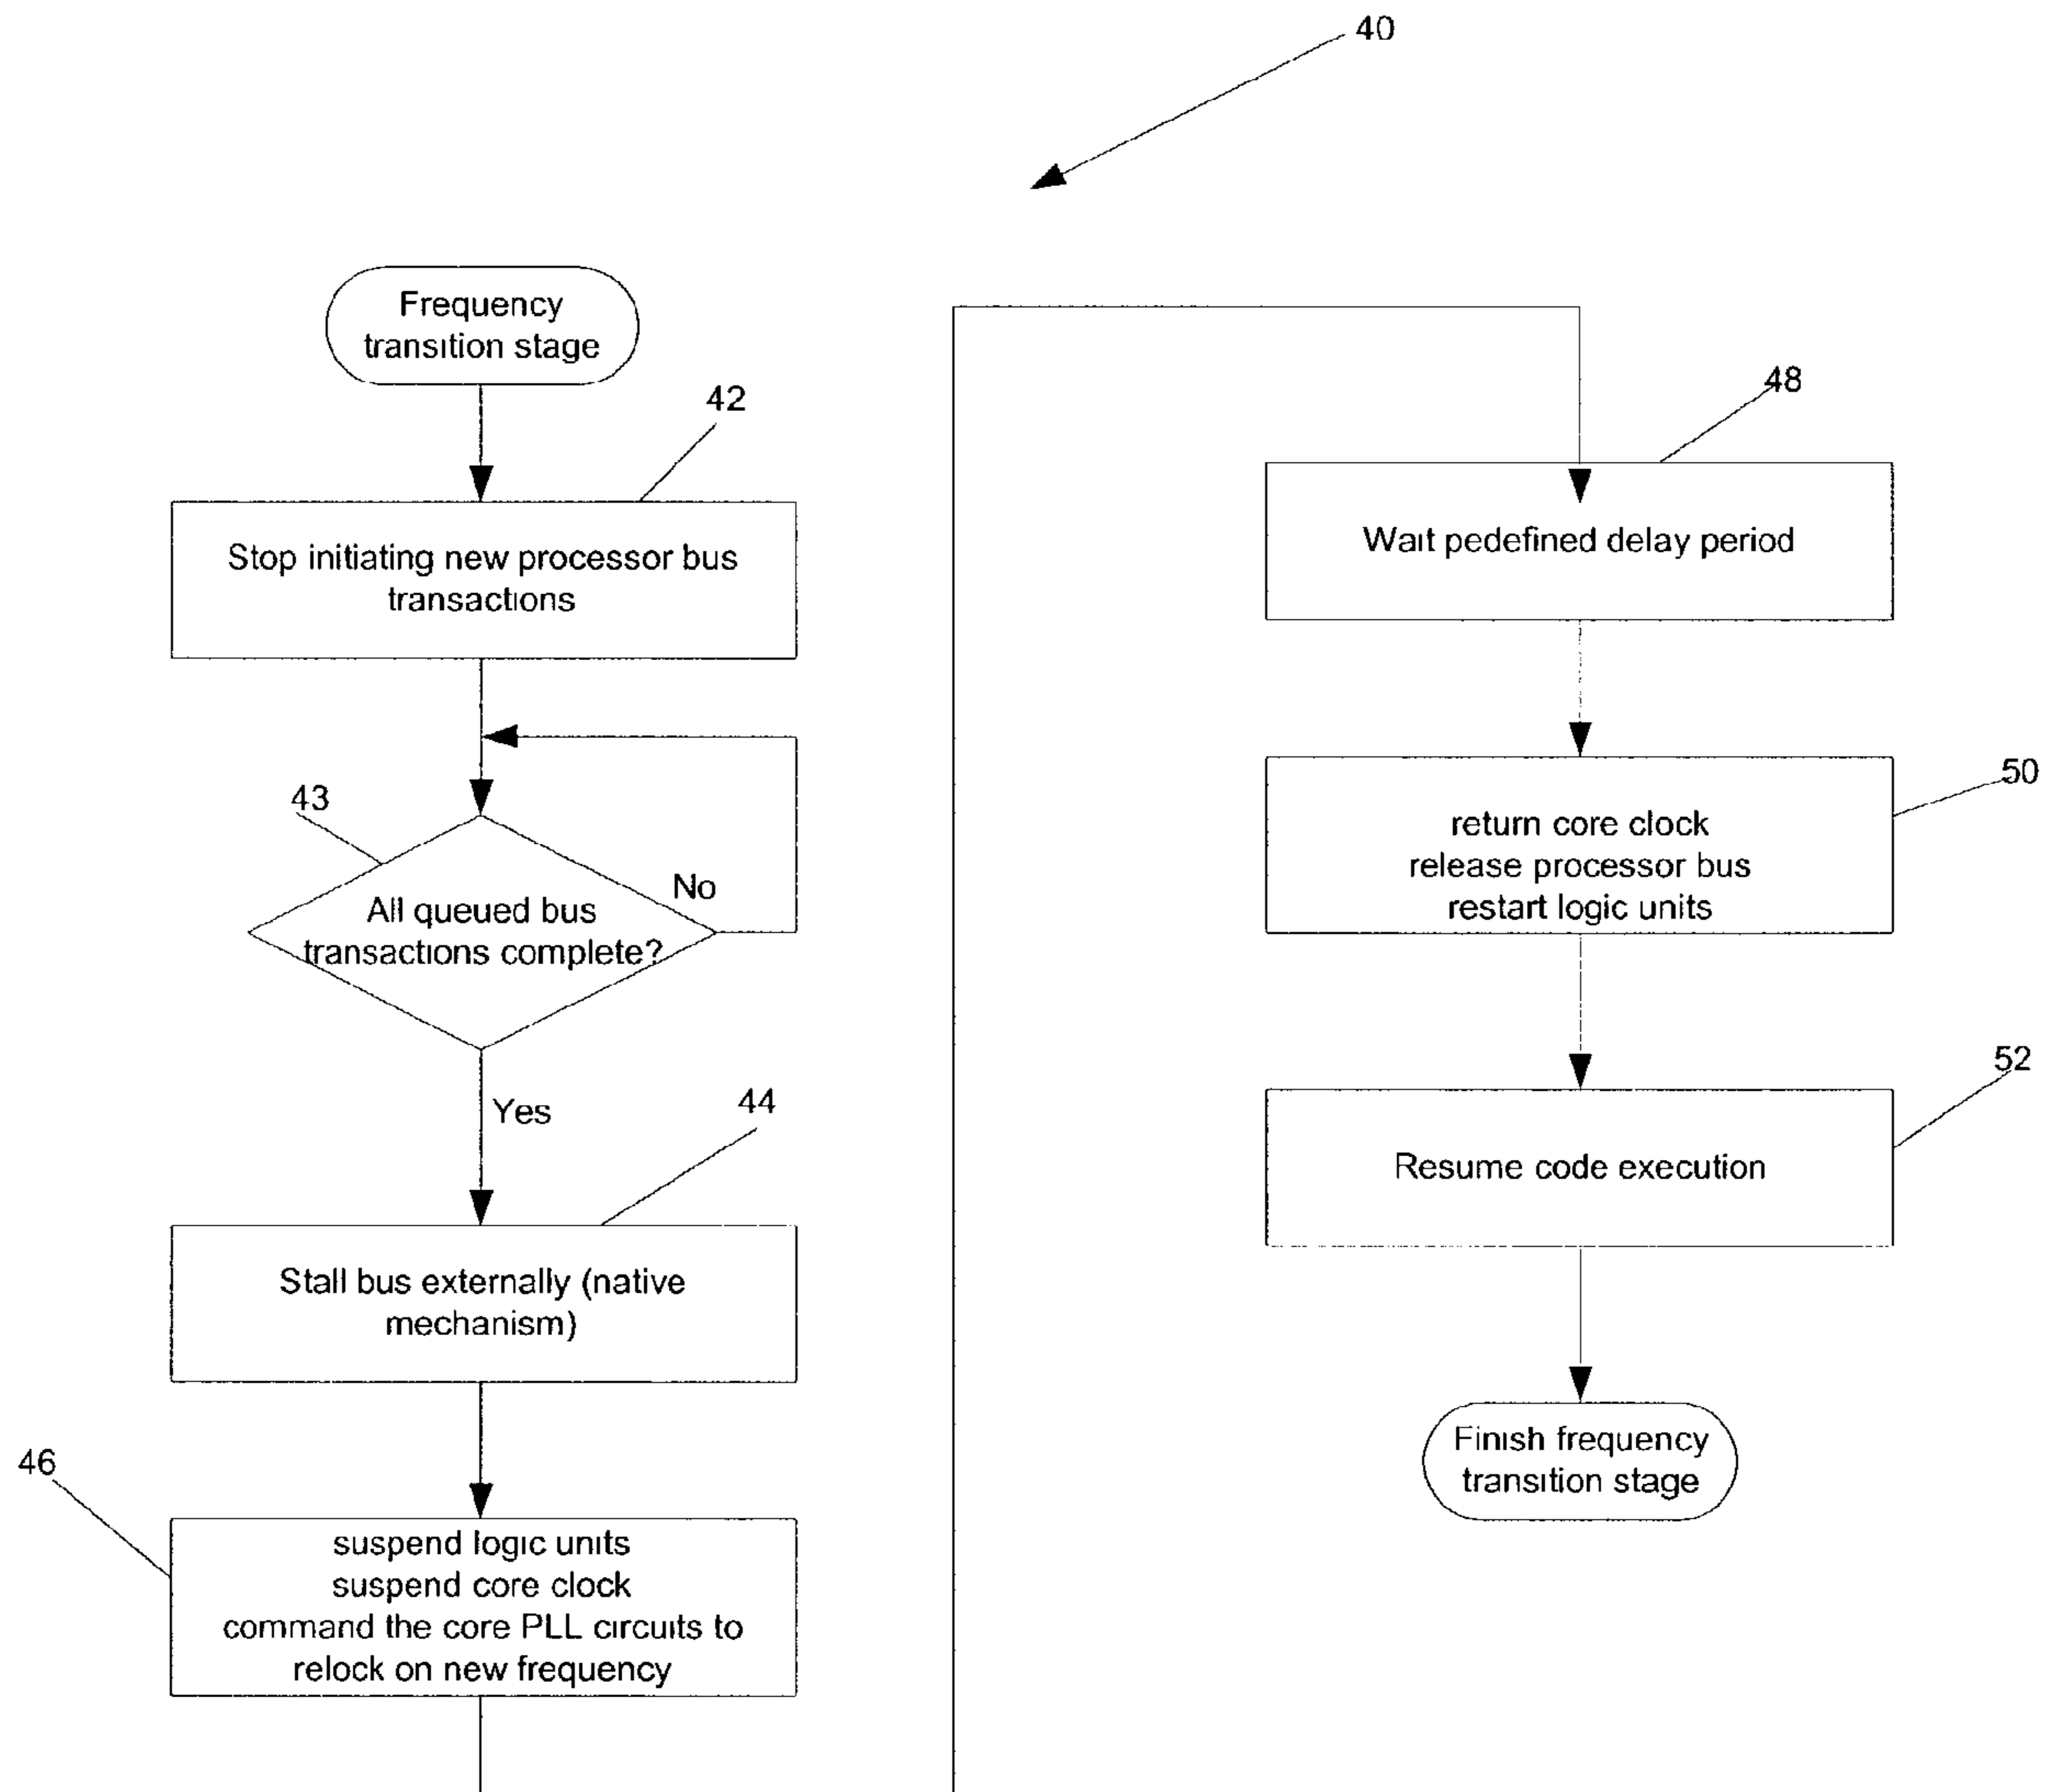 40
Frequency
transition stage
42
Stop initiating new processor bus
transactions
43
All queued bus
transactions complete?
No
Yes
44
Stall bus externally (native
mechanism)
46
suspend logic units
suspend core clock
command the core PLL circuits to
relock on new frequency
48
Wait pedefined delay period
50
return core clock
release processor bus
restart logic units
52
Resume code execution
Finish frequency
transition stage